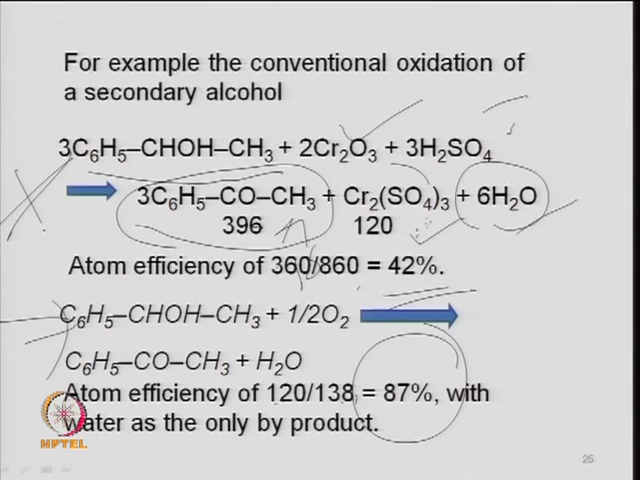 For example the conventional oxidation of
a secondary alcohol
3C₆H₅–CHOH–CH₃ + 2Cr₂O₃ + 3H₂SO₄
3C₆H₅–CO–CH₃ + Cr₂(SO₄)₃ + 6H₂O
396 120
Atom efficiency of 360/860 = 42%.
C₆H₅–CHOH–CH₃ + 1/2O₂
C₆H₅–CO–CH₃ + H₂O
Atom efficiency of 120/138 = 87%, with
water as the only by product.
NPTEL
25